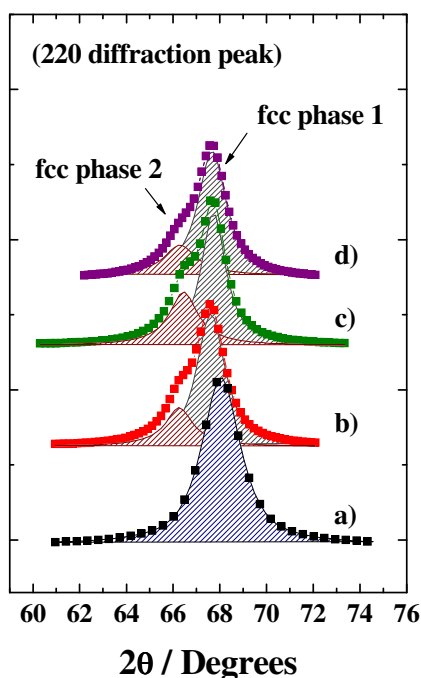 (220 diffraction peak)
fcc phase 1
fcc phase 2
d)
c)
b)
a)
60 62 64 66 68 70 72 74 76
2θ / Degrees